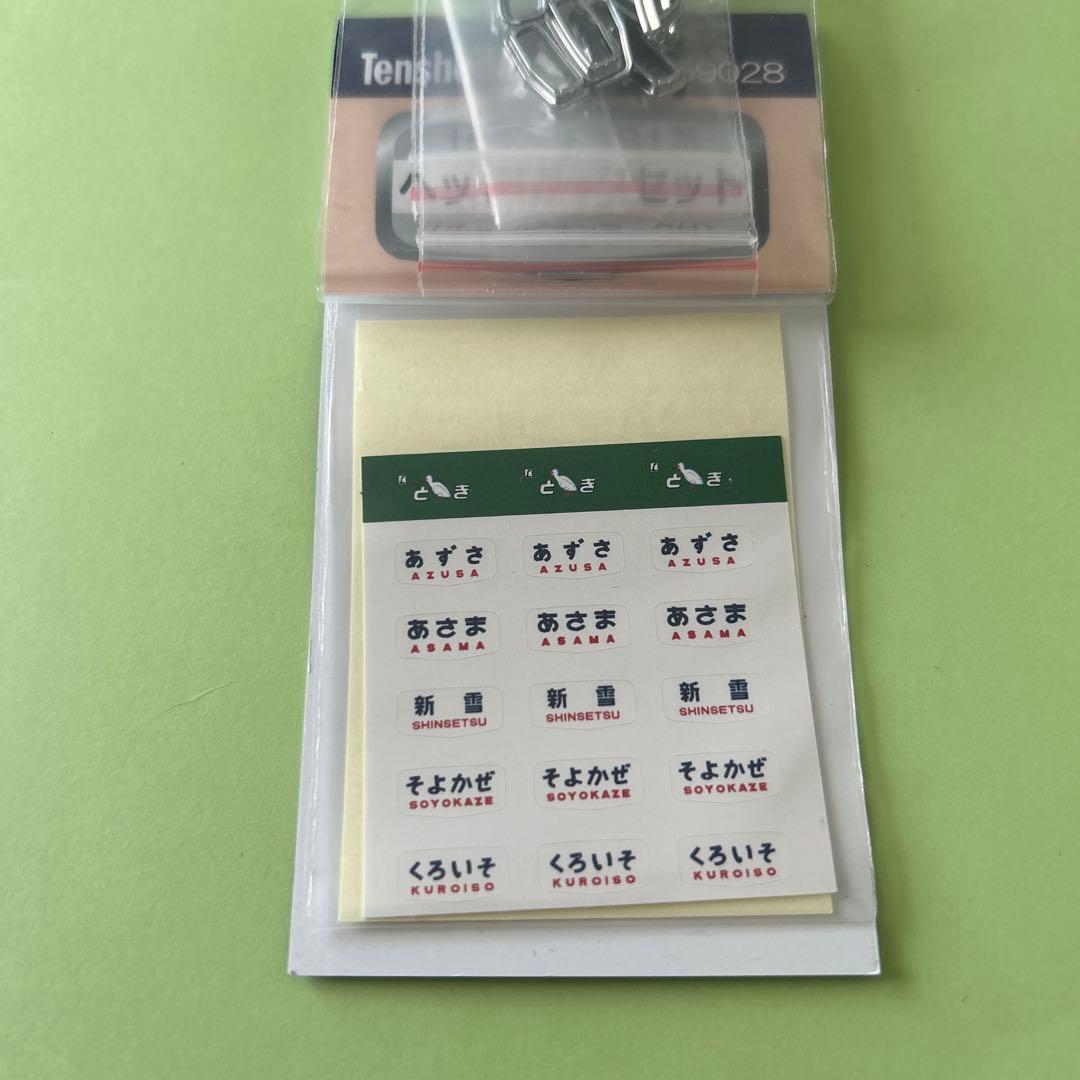 Tensho
69028
ヘッ セット
とき とき とき
あずさ あずさ あずさ
AZUSA AZUSA AZUSA
あさま あさま あさま
ASAMA ASAMA ASAMA
新雪 新雪 新雪
SHINSETSU SHINSETSU SHINSETSU
そよかぜ そよかぜ そよかぜ
SOYOKAZE SOYOKAZE SOYOKAZE
くろいそ くろいそ くろいそ
KUROISO KUROISO KUROISO